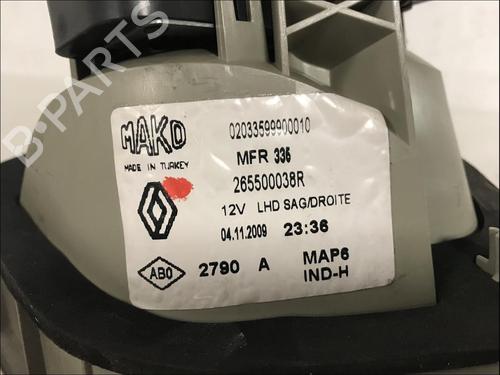 B-PARTS
MAKO
02033599900010
MADE IN TURKEY
MFR 336
265500038R
12V LHD SAG/DROITE
04.11.2009 23:36
ABO
2790 A MAP6
IND-H